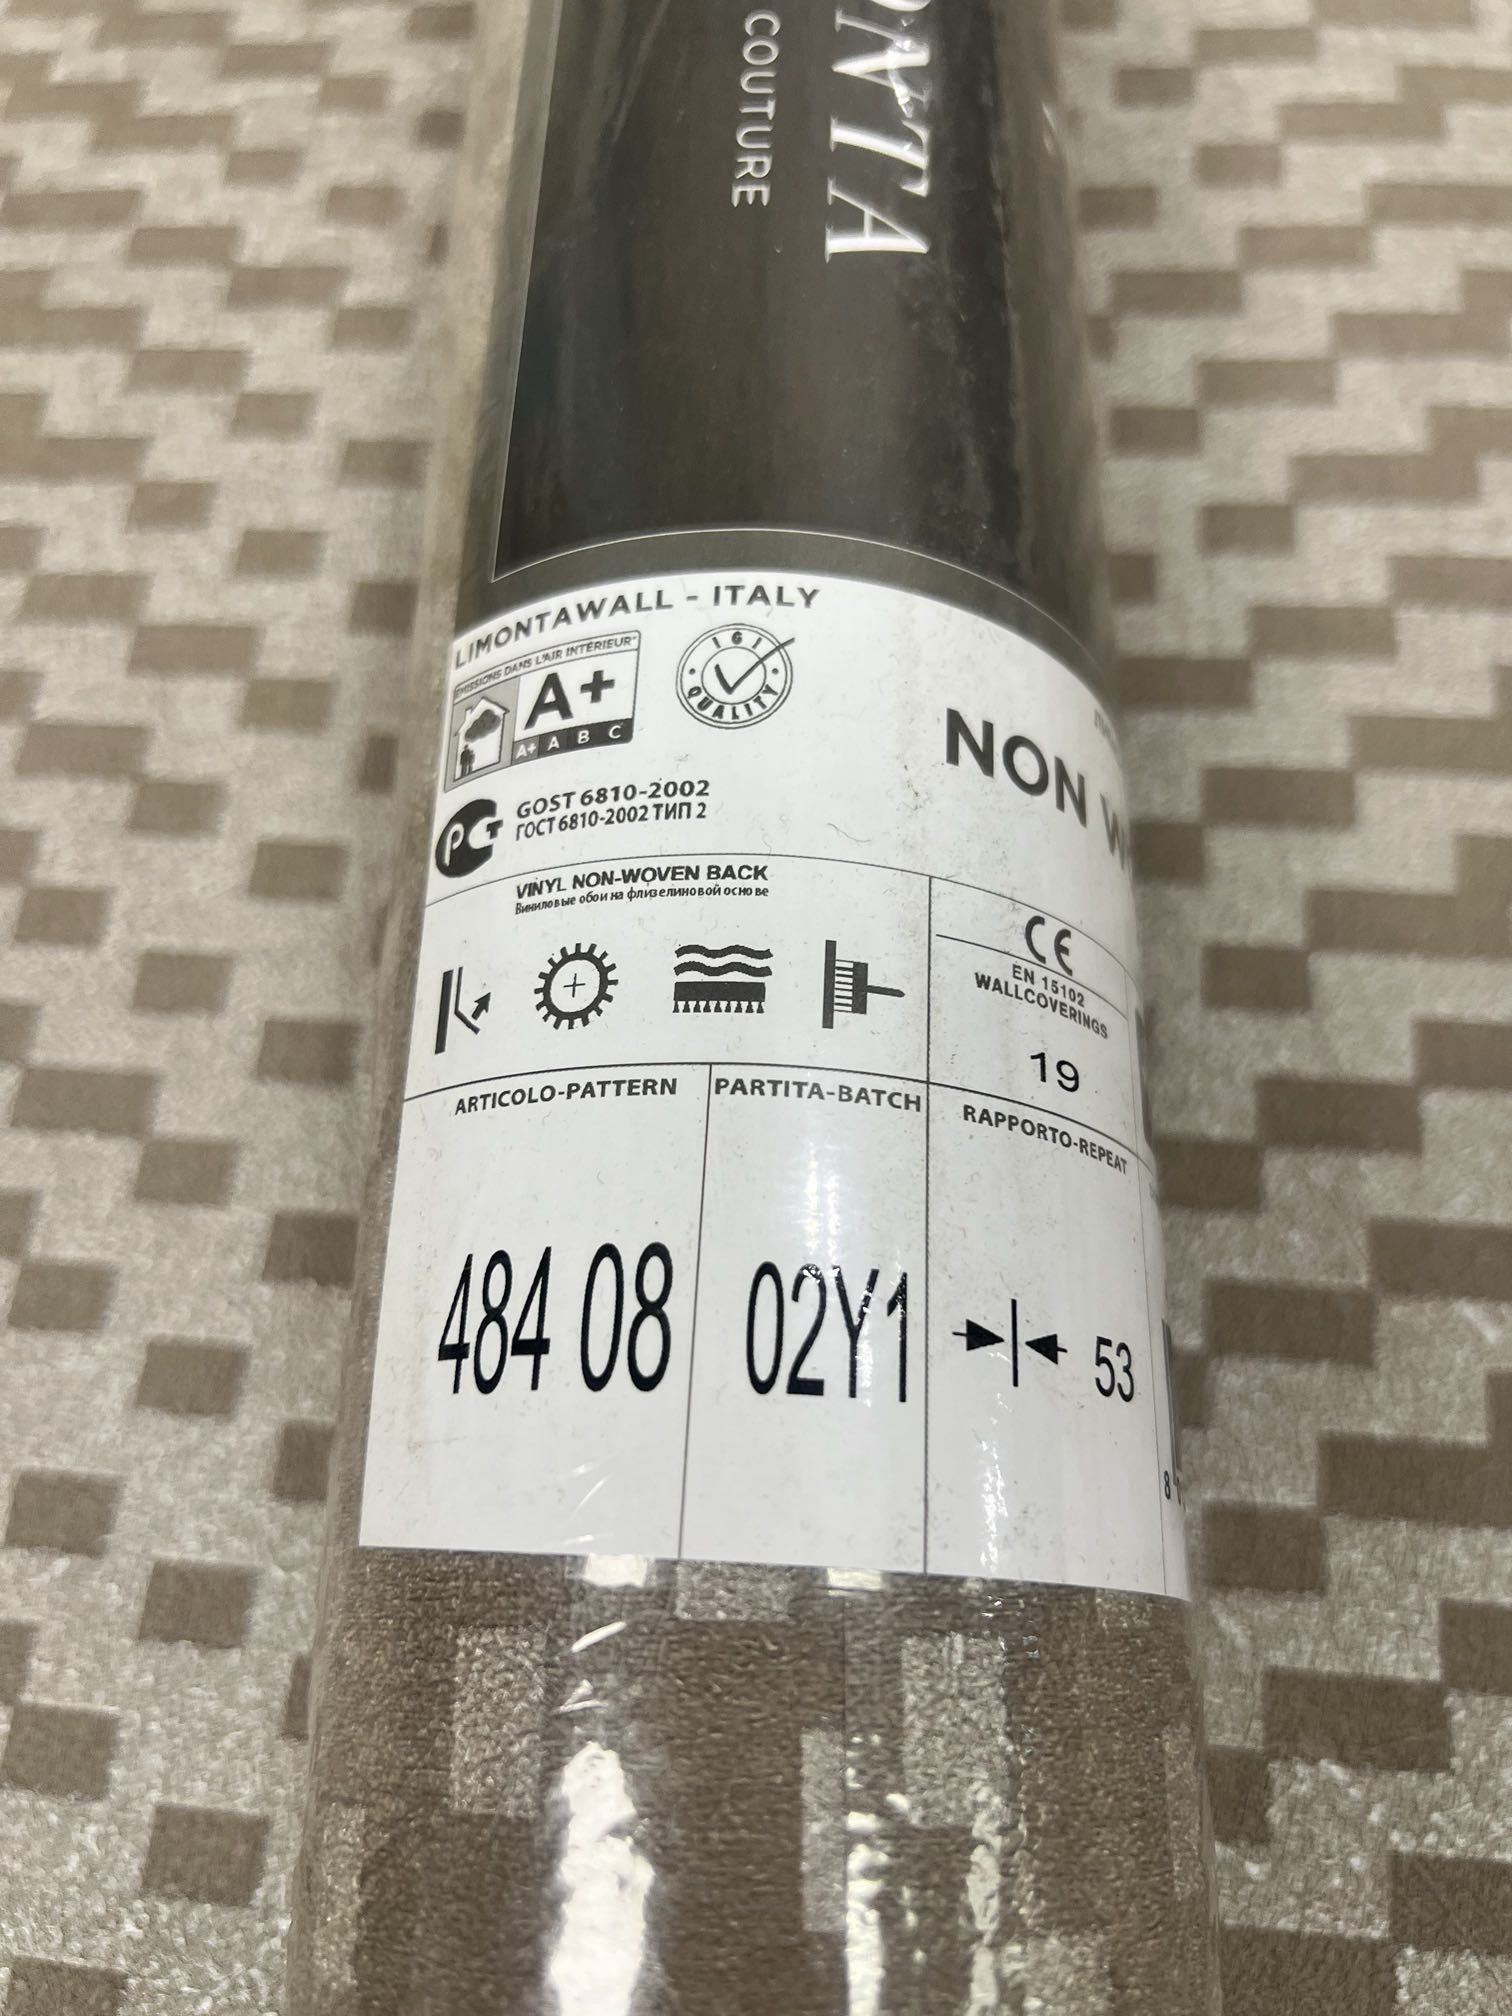 COUTURE
LIMONTAWALL - ITALY
ÉMISSIONS DANS L'AIR INTÉRIEUR*
A+
A+ A B C
IGI
QUALITY
NON
GOST 6810-2002
ГОСТ 6810-2002 ТИП 2
VINYL NON-WOVEN BACK
Виниловые обои на флизелиновой основе
CE
EN 15102
WALLCOVERINGS
19
ARTICOLO-PATTERN
PARTITA-BATCH
RAPPORTO-REPEAT
484 08
02Y1
53
8